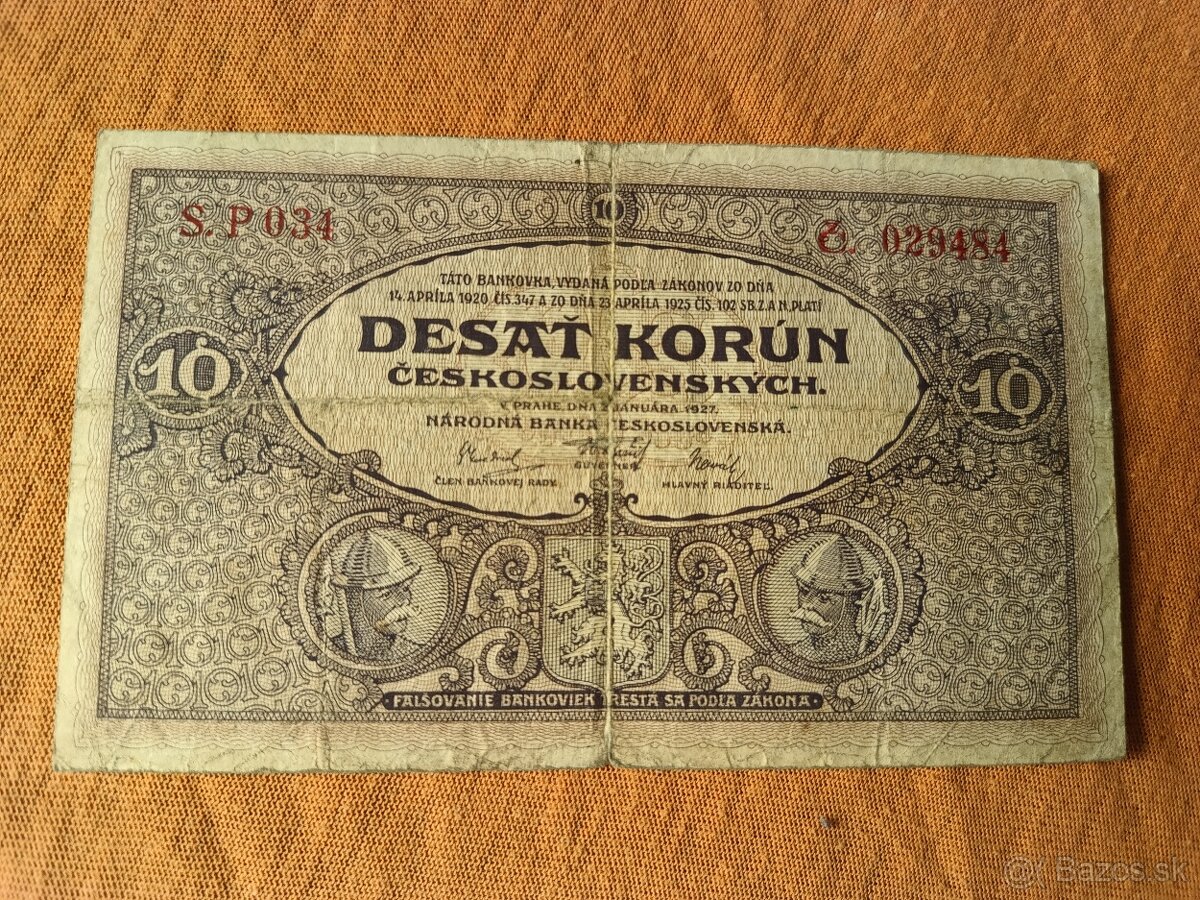 S. P 034
10
Č. 029484
TÁTO BANKOVKA, VYDANÁ PODĽA ZÁKONOV ZO DŇA
14. APRÍLA 1920 ČÍS. 347 A ZO DŇA 23 APRÍLA 1925 ČÍS. 102 SB. Z. A N. PLATÍ
DESAŤ KORÚN
ČESKOSLOVENSKÝCH.
10
10
V PRAHE, DŇA 2. JANUÁRA 1927.
NÁRODNÁ BANKA ČESKOSLOVENSKÁ.
GUVERNÉR
ČLEN BAŇKOVEJ RADY
HLAVNÝ RIADITEĽ.
FALŠOVANIE BANKOVIEK TRESTÁ SA PODĽA ZÁKONA
Bazos.sk